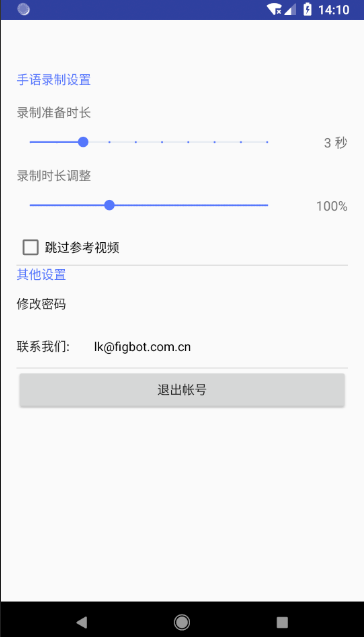 14:10
手语录制设置
录制准备时长
3 秒
录制时长调整
100%
跳过参考视频
其他设置
修改密码
联系我们: lk@figbot.com.cn
退出帐号